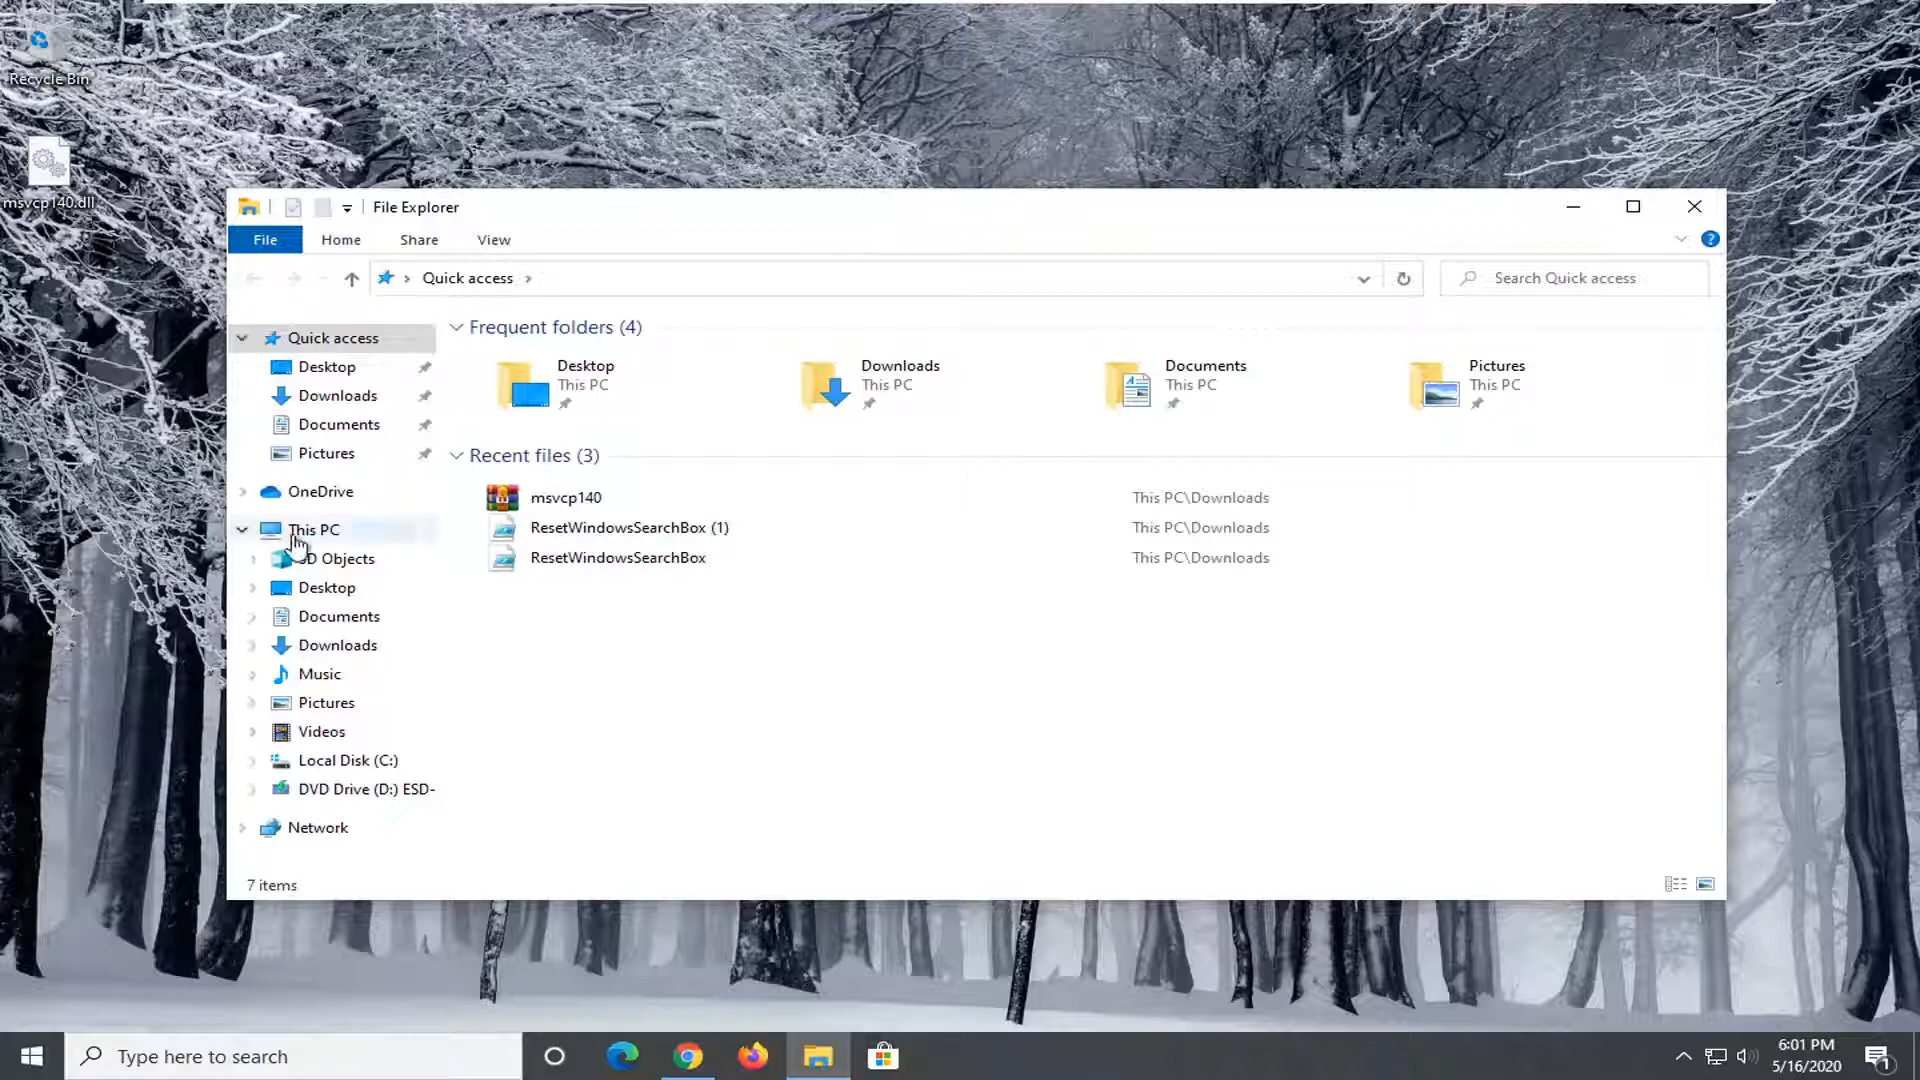 Recycle Bin
msvcp140.dll
File Explorer
File
Home
Share
View
?
Quick access
Search Quick access
Quick access
Desktop
Downloads
Documents
Pictures
OneDrive
This PC
D Objects
Desktop
Documents
Downloads
Music
Pictures
Videos
Local Disk (C:)
DVD Drive (D:) ESD-
Network
Frequent folders (4)
Desktop
This PC
Downloads
This PC
Documents
This PC
Pictures
This PC
Recent files (3)
msvcp140 This PC\Downloads
ResetWindowsSearchBox (1) This PC\Downloads
ResetWindowsSearchBox This PC\Downloads
7 items
Type here to search
6:01 PM
5/16/2020
1